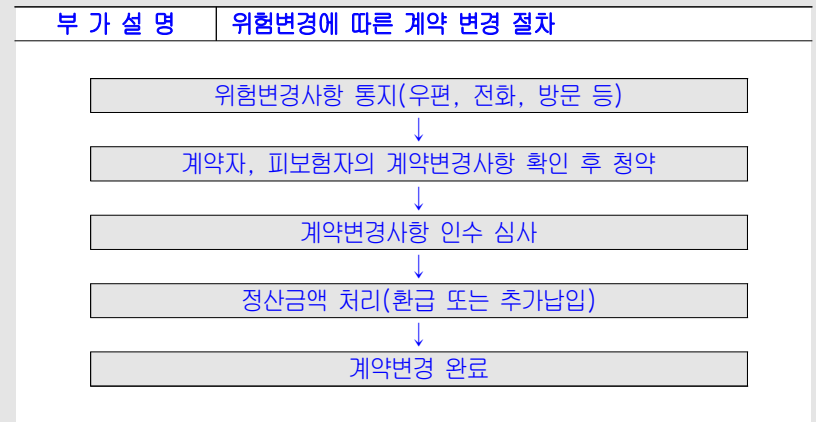 부 가 설 명 위험변경에 따른 계약 변경 절차
위험변경사항 통지(우편, 전화, 방문 등)
↓
계약자, 피보험자의 계약변경사항 확인 후 청약
↓
계약변경사항 인수 심사
↓
정산금액 처리(환급 또는 추가납입)
↓
계약변경 완료